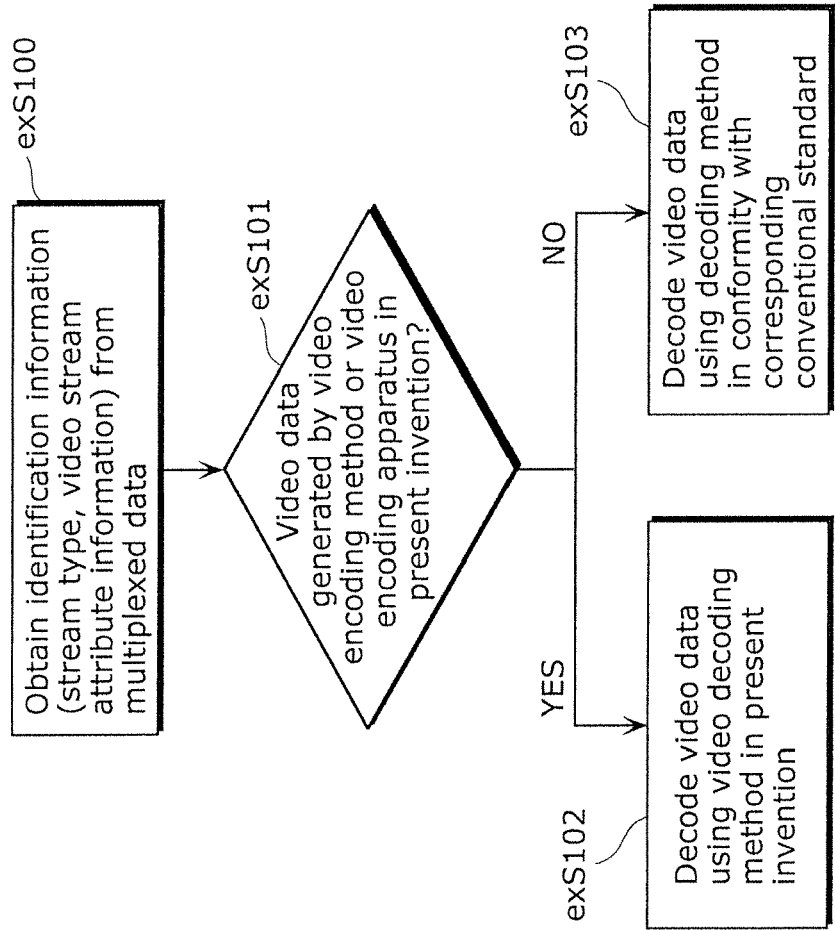 exS100
Obtain identification information
(stream type, video stream
attribute information) from
multiplexed data
exS101
Video data
generated by video
encoding method or video
encoding apparatus in
present invention?
YES
NO
exS102
Decode video data
using video decoding
method in present
invention
exS103
Decode video data
using decoding method
in conformity with
corresponding
conventional standard